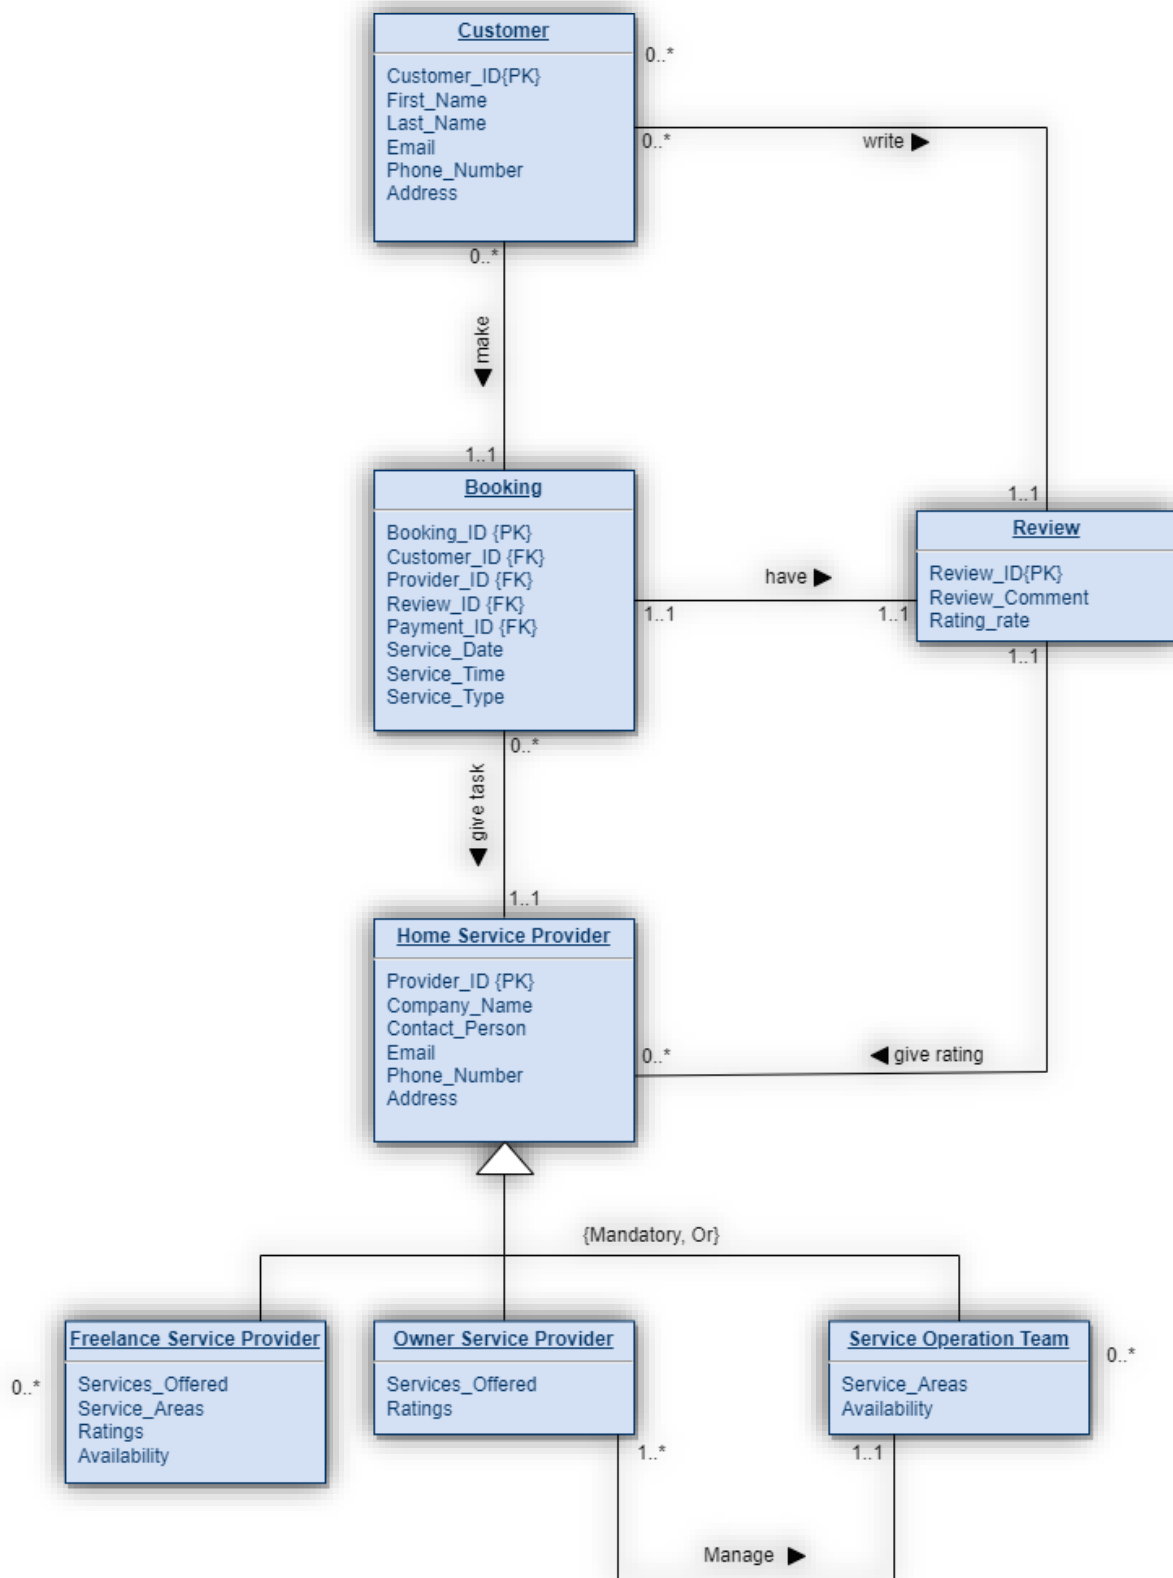 Customer
Customer_ID{PK}
First_Name
Last_Name
Email
Phone_Number
Address
0..*
0..*
write ▶
0..*
make
1..1
1..1
Booking
Booking_ID {PK}
Customer_ID {FK}
Provider_ID {FK}
Review_ID {FK}
Payment_ID {FK}
Service_Date
Service_Time
Service_Type
have ▶
1..1
1..1
Review
Review_ID{PK}
Review_Comment
Rating_rate
1..1
0..*
give task
1..1
Home Service Provider
Provider_ID {PK}
Company_Name
Contact_Person
Email
Phone_Number
Address
0..*
◀ give rating
{Mandatory, Or}
0..*
Freelance Service Provider
Services_Offered
Service_Areas
Ratings
Availability
Owner Service Provider
Services_Offered
Ratings
Service Operation Team
Service_Areas
Availability
0..*
1..*
1..1
Manage ▶